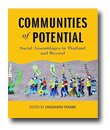 COMMUNITIES
OF POTENTIAL
Social Assemblages in Thailand
and Beyond
EDITED BY SHIGEHARU TANABE